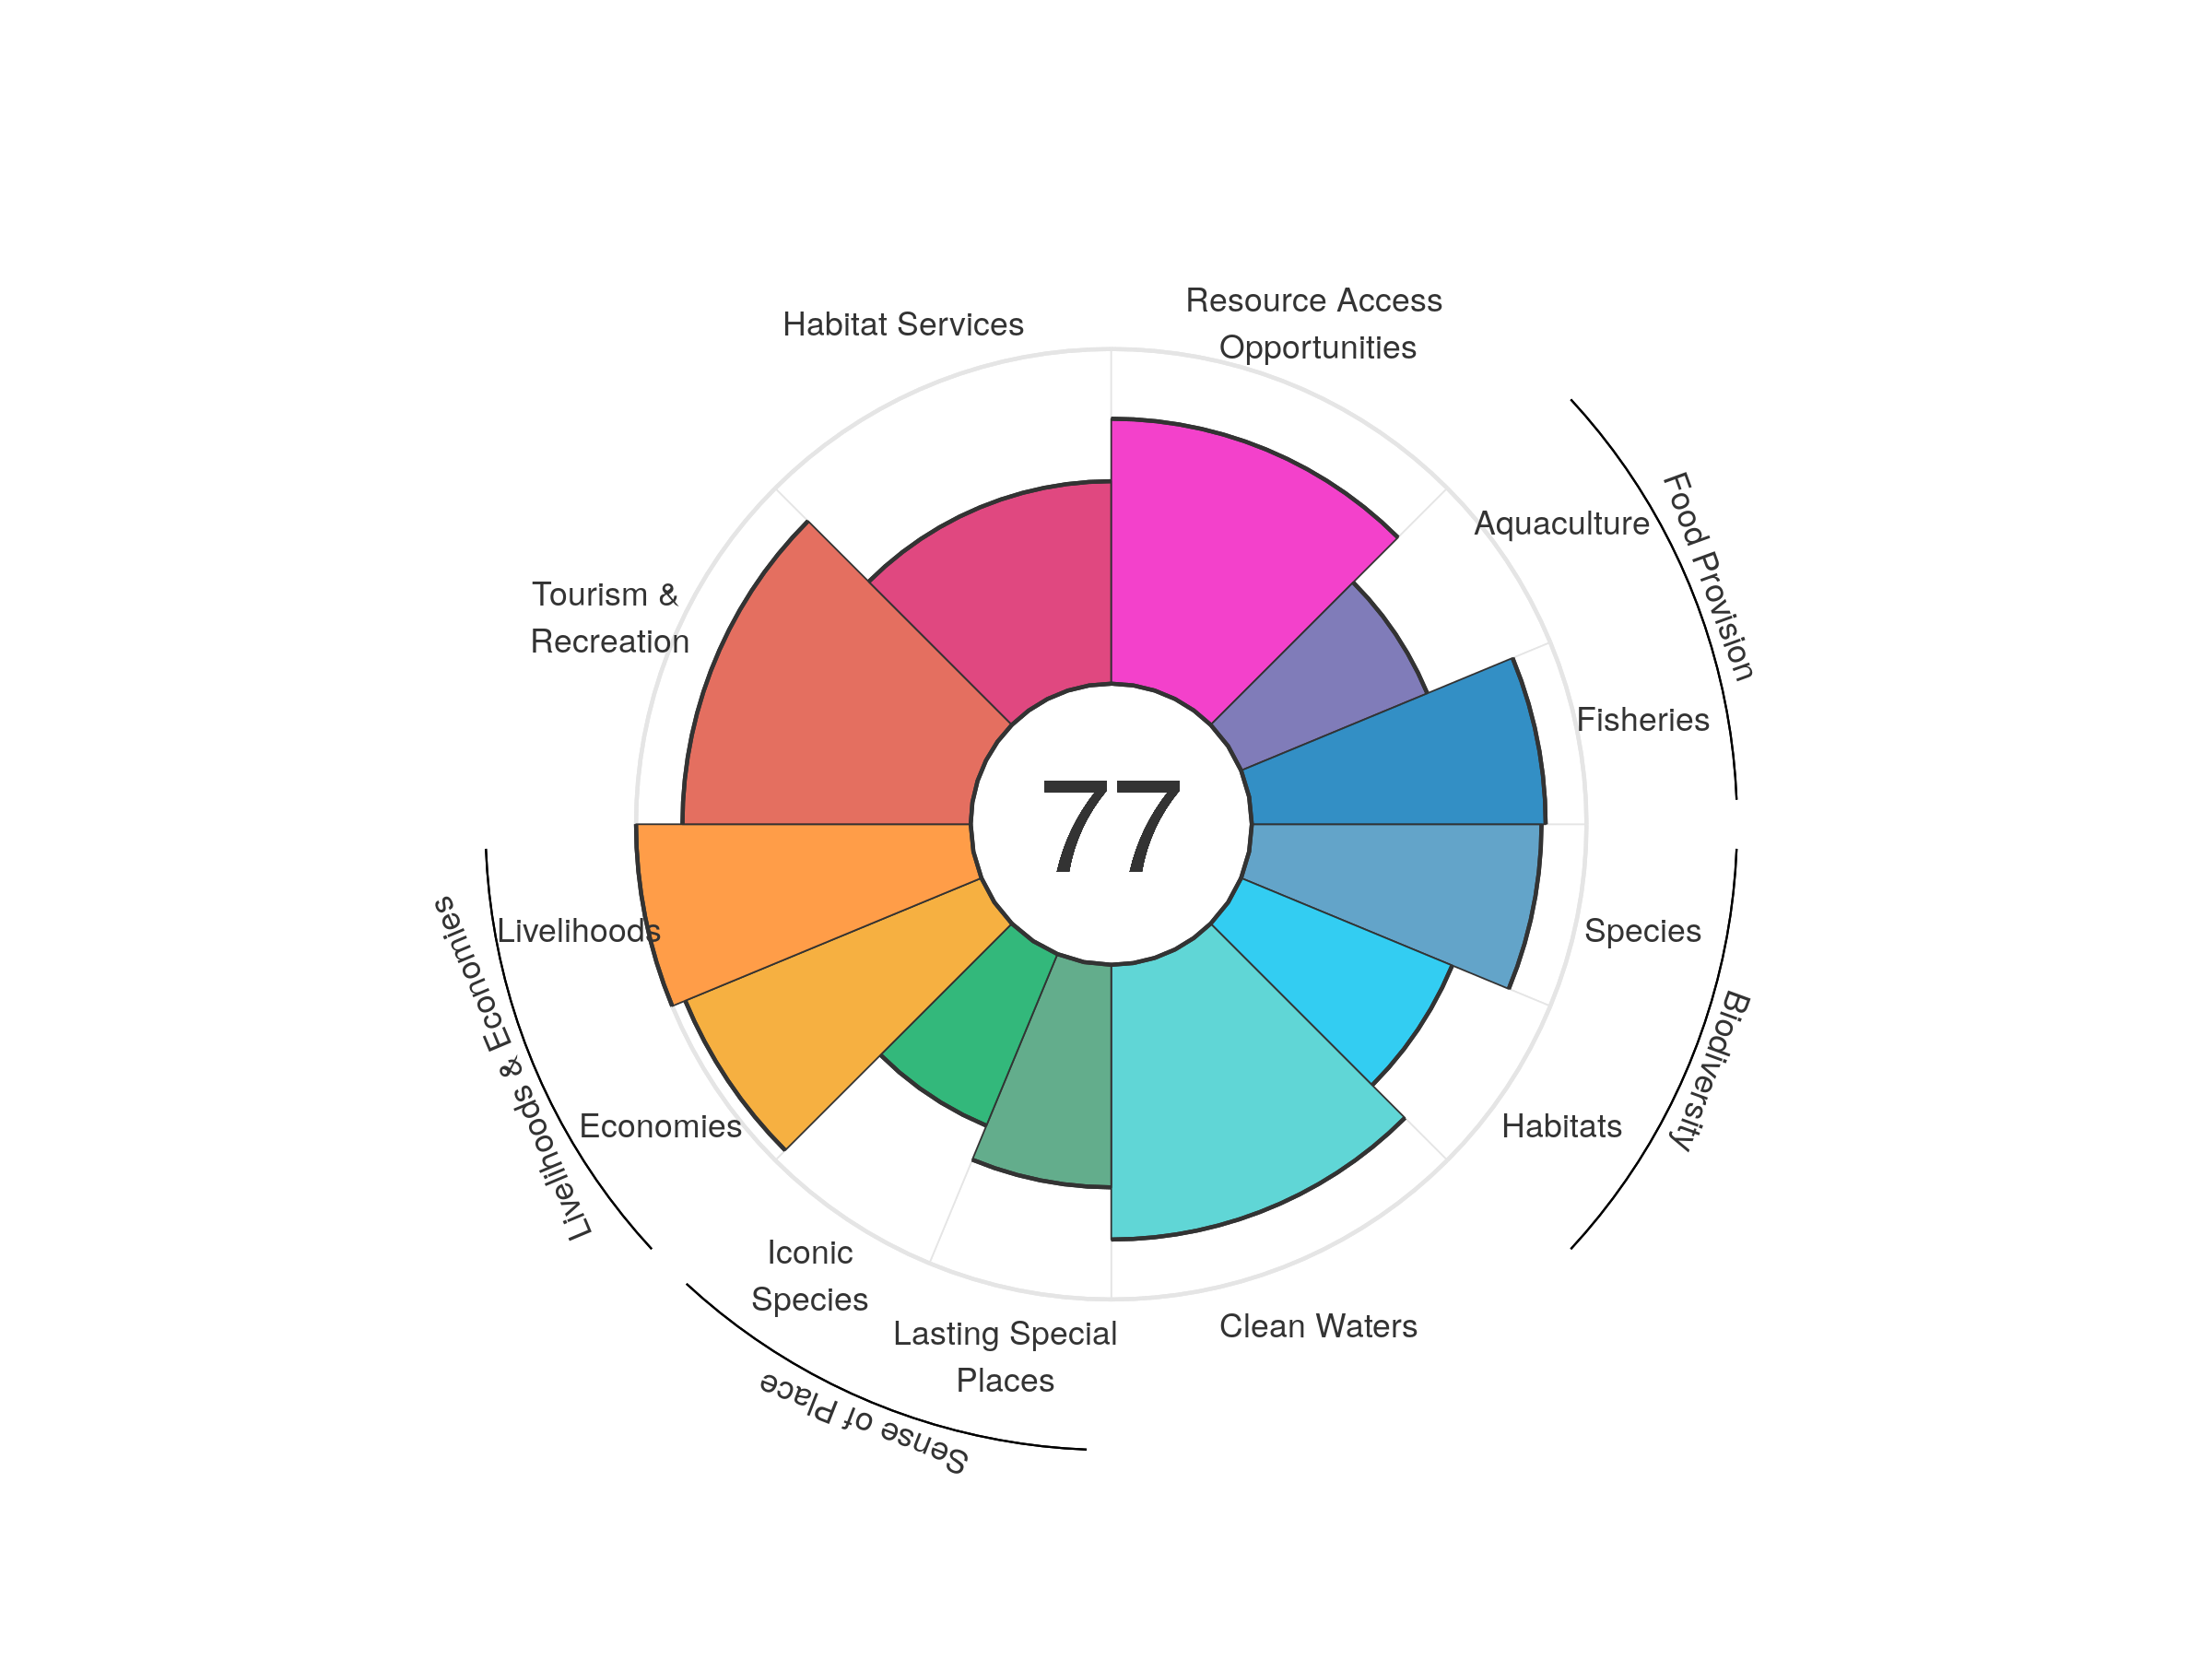 Resource Access
Opportunities
Habitat Services
Aquaculture
Food Provision
Tourism &
Recreation
Fisheries
77
Livelihoods
Species
Livelihoods & Economies
Biodiversity
Economies
Habitats
Iconic
Species
Lasting Special
Places
Clean Waters
Sense of Place